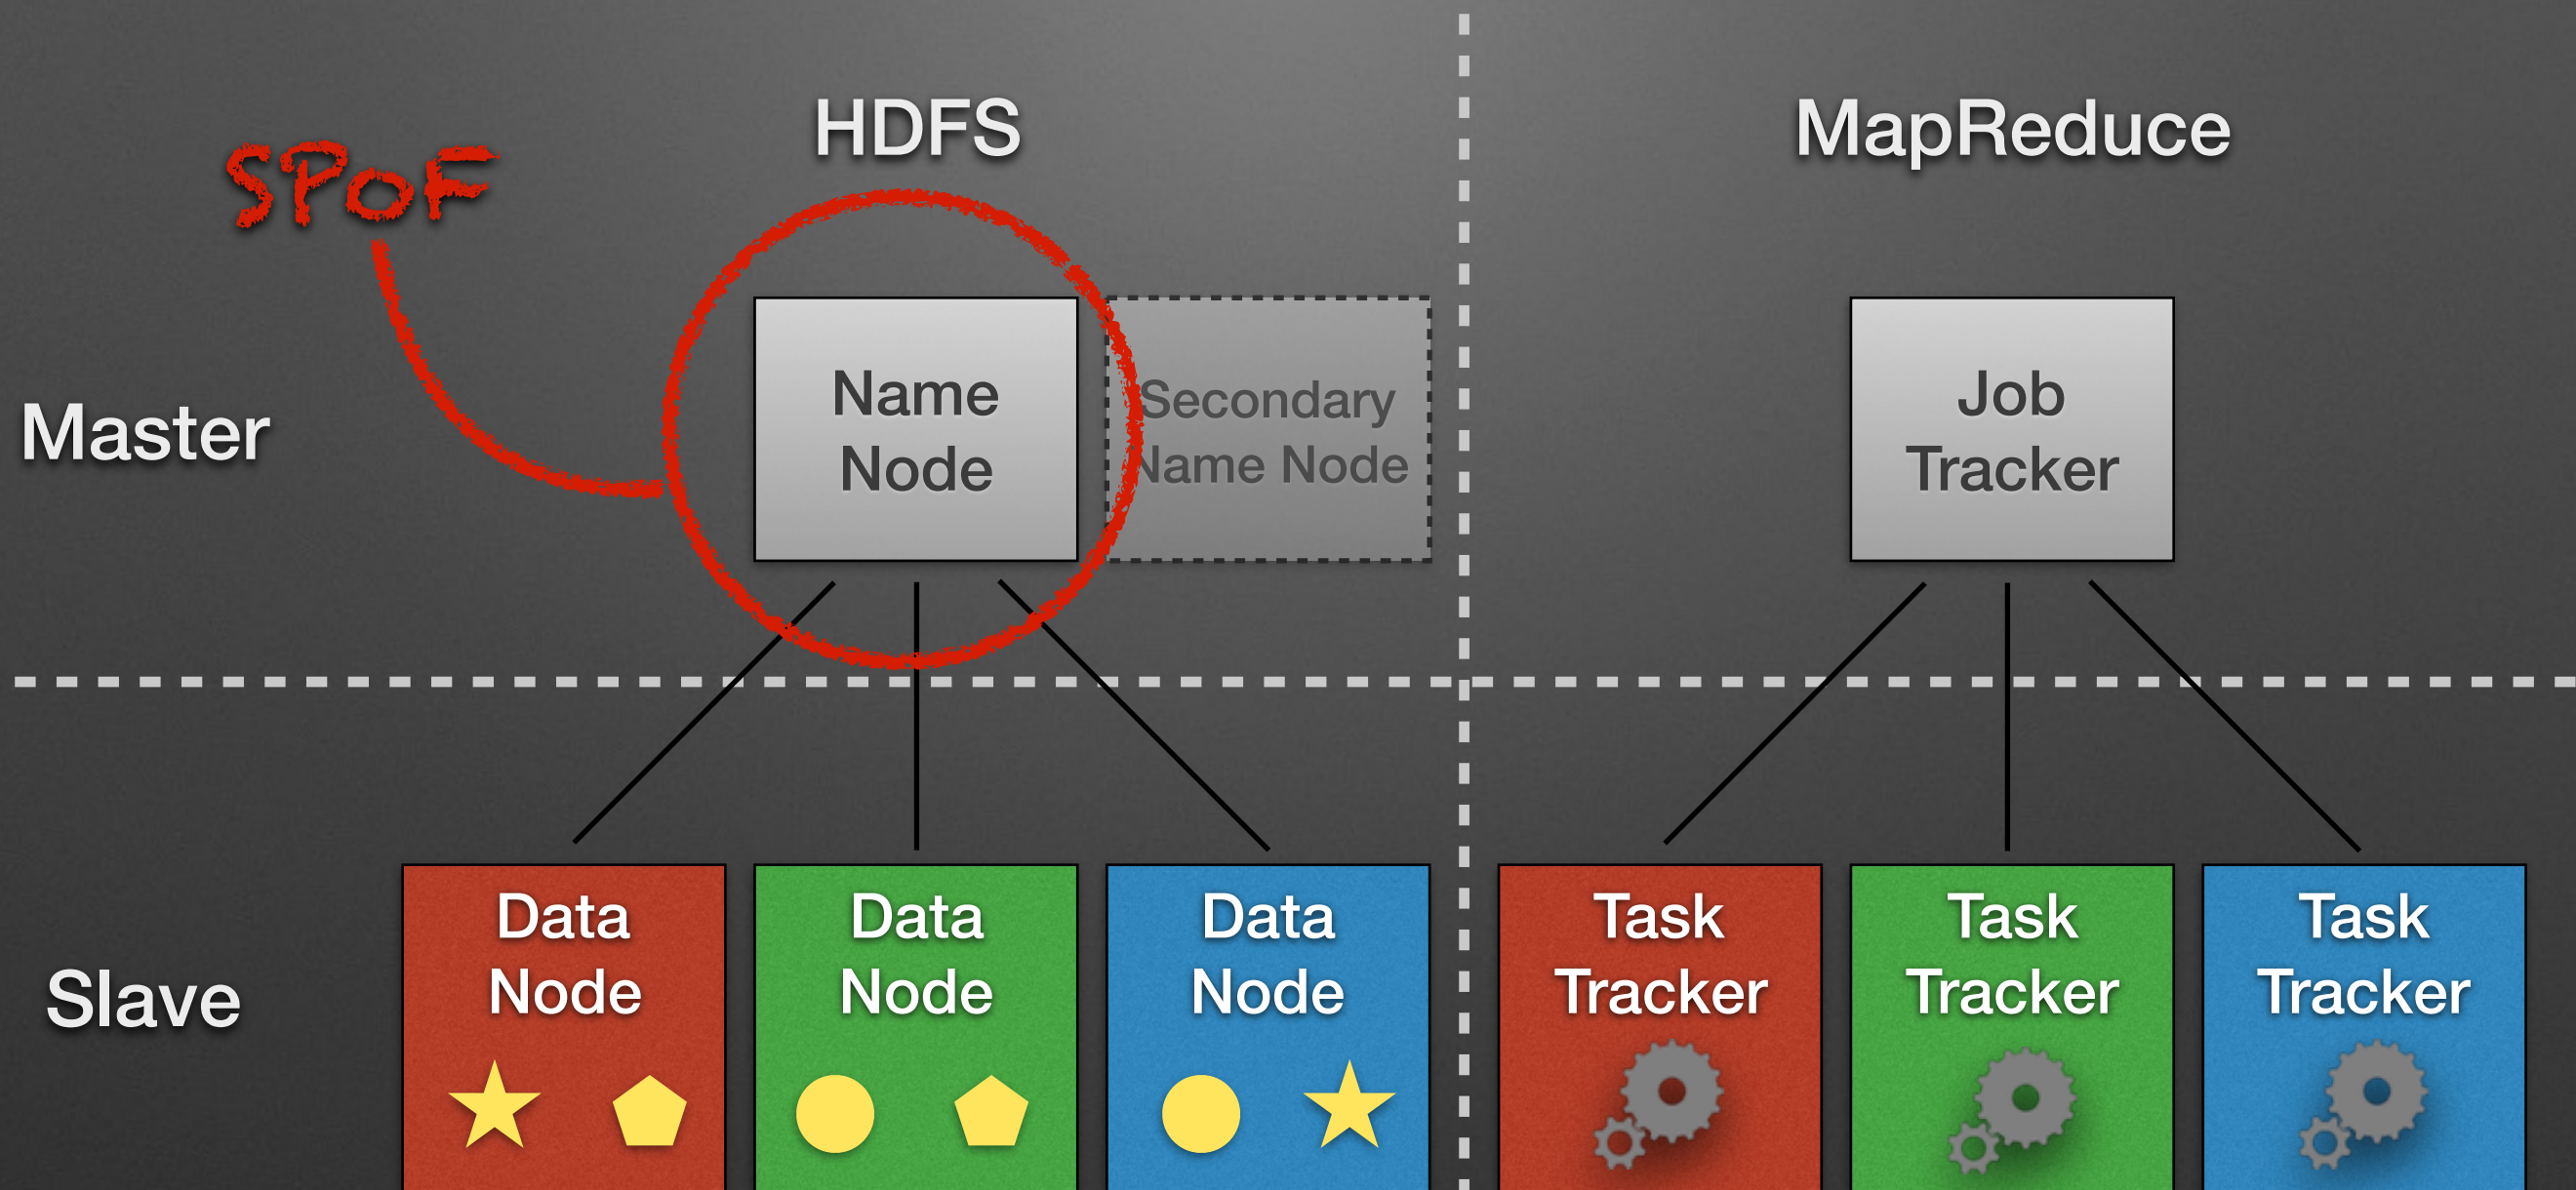 HDFS
MapReduce
SPOF
Master
Name
Node
Secondary
Name Node
Job
Tracker
Slave
Data
Node
Data
Node
Data
Node
Task
Tracker
Task
Tracker
Task
Tracker